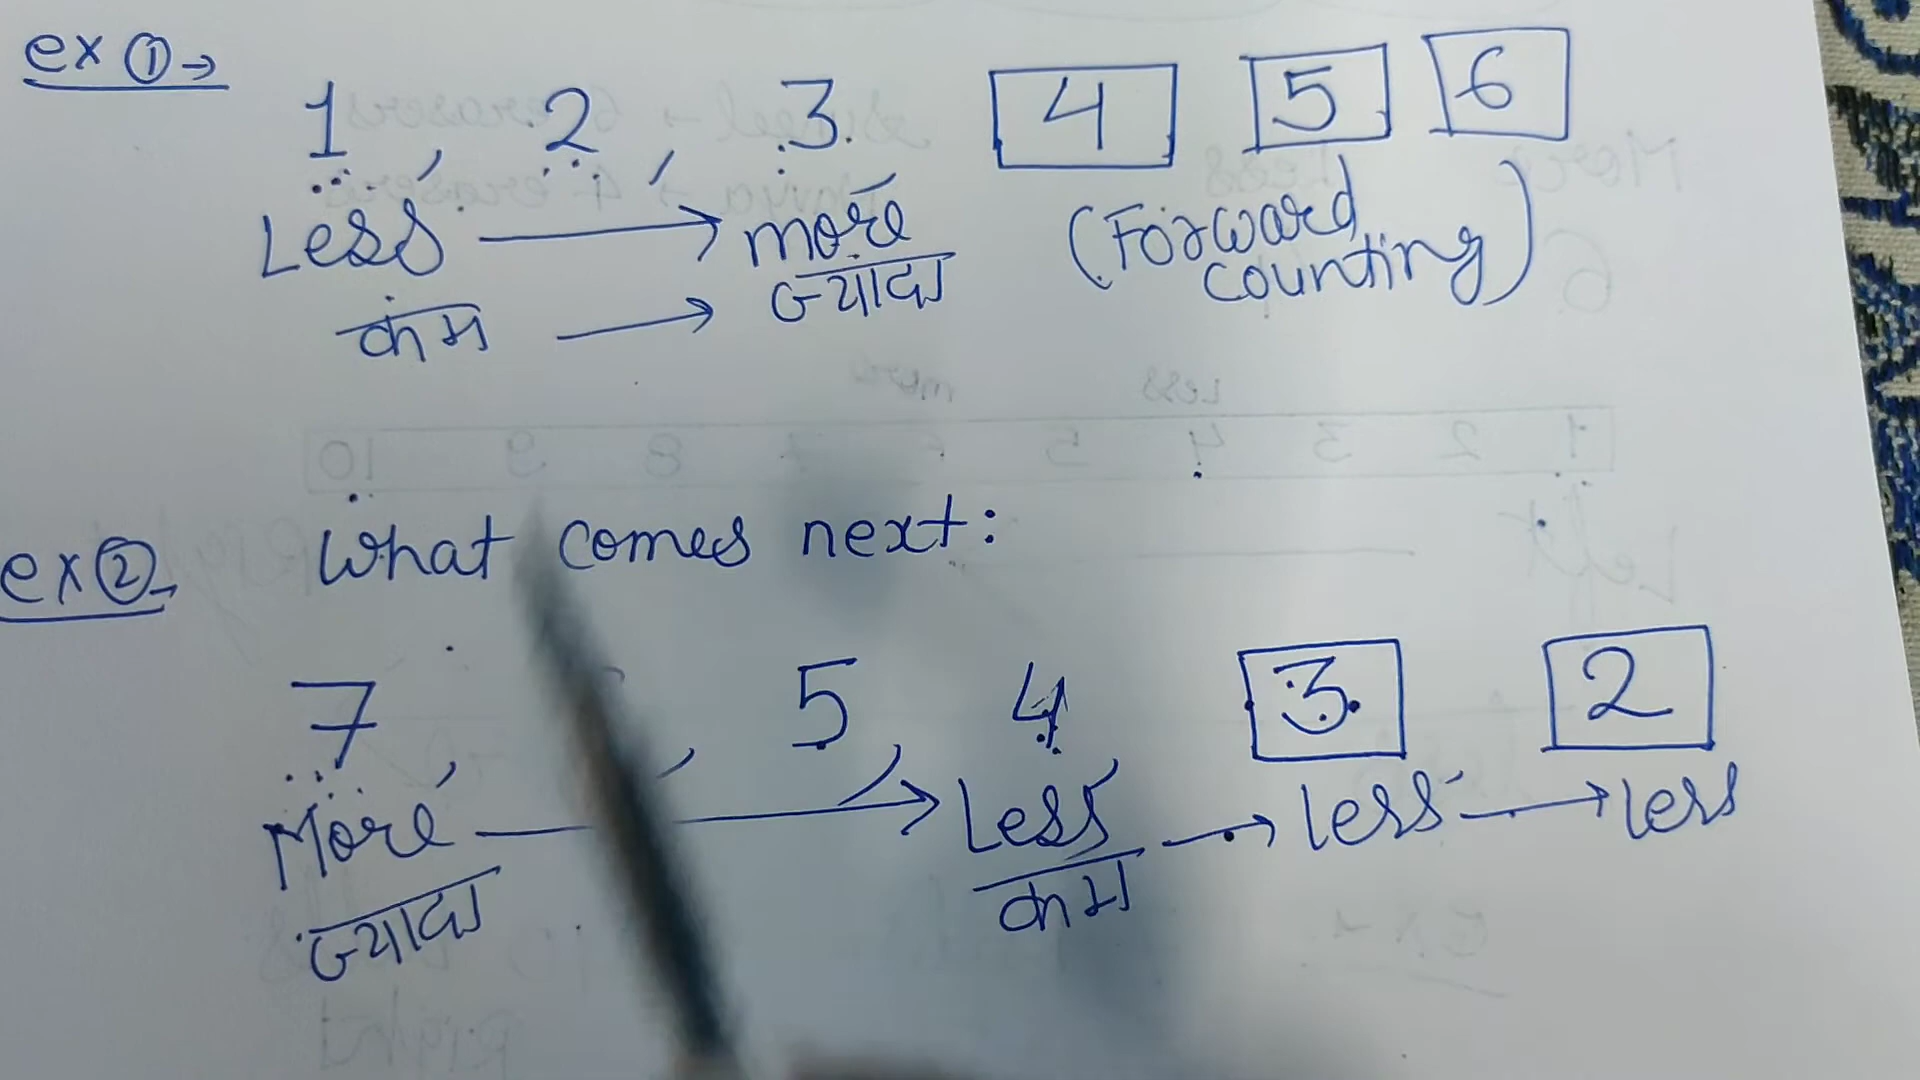 ex ①→
1, 2, 3 4 5 6
Less → more (Forward counting)
कम → ज्यादा
ex ② What comes next:
7, , 5, 4 3 2
More → Less → less → less
ज्यादा कम